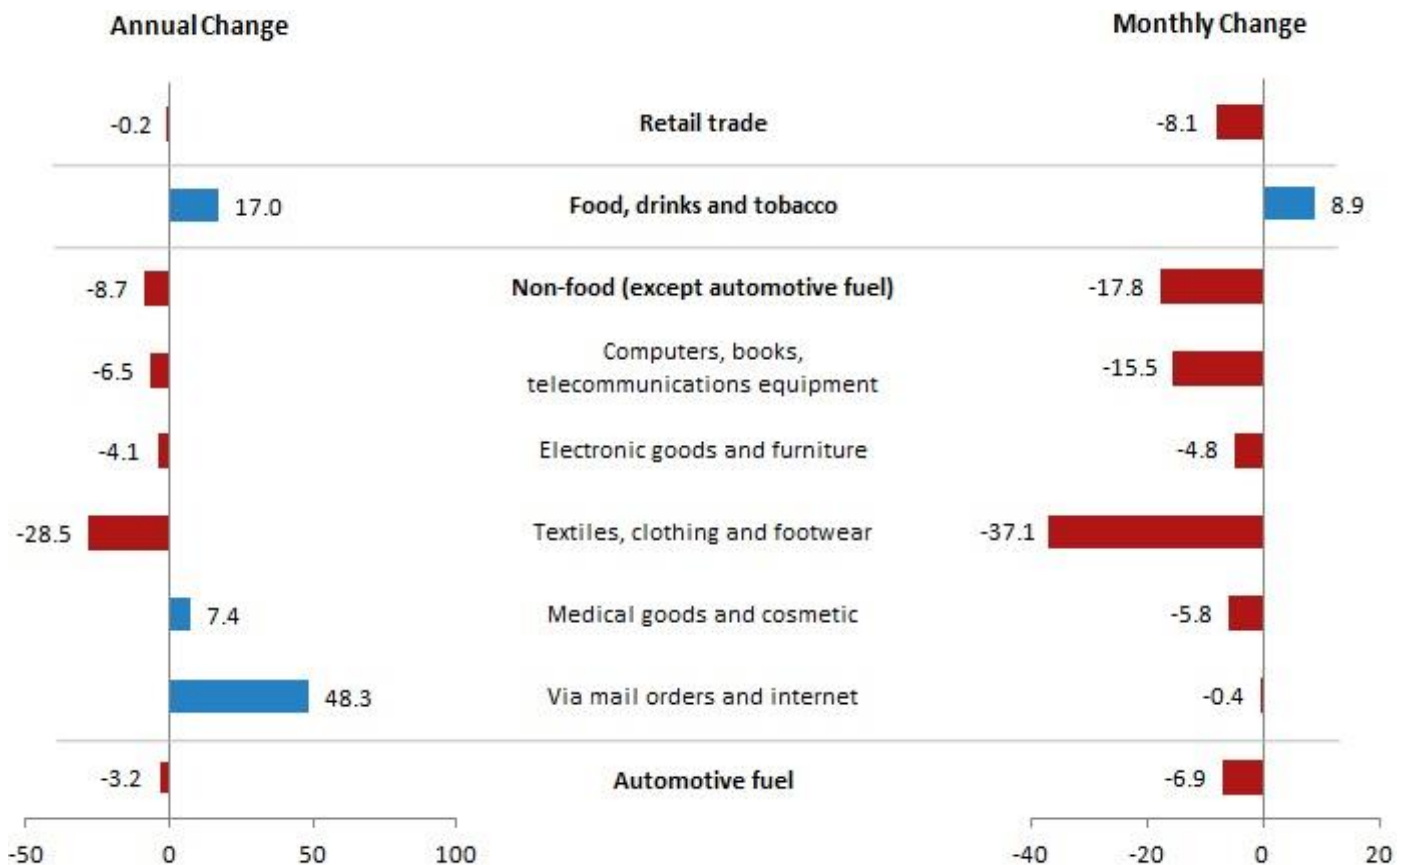 Annual Change
Monthly Change
-0.2
Retail trade
-8.1
17.0
Food, drinks and tobacco
8.9
-8.7
Non-food (except automotive fuel)
-17.8
-6.5
Computers, books,
telecommunications equipment
-15.5
-4.1
Electronic goods and furniture
-4.8
-28.5
Textiles, clothing and footwear
-37.1
7.4
Medical goods and cosmetic
-5.8
48.3
Via mail orders and internet
-0.4
-3.2
Automotive fuel
-6.9
-50
0
50
100
-40
-20
0
20